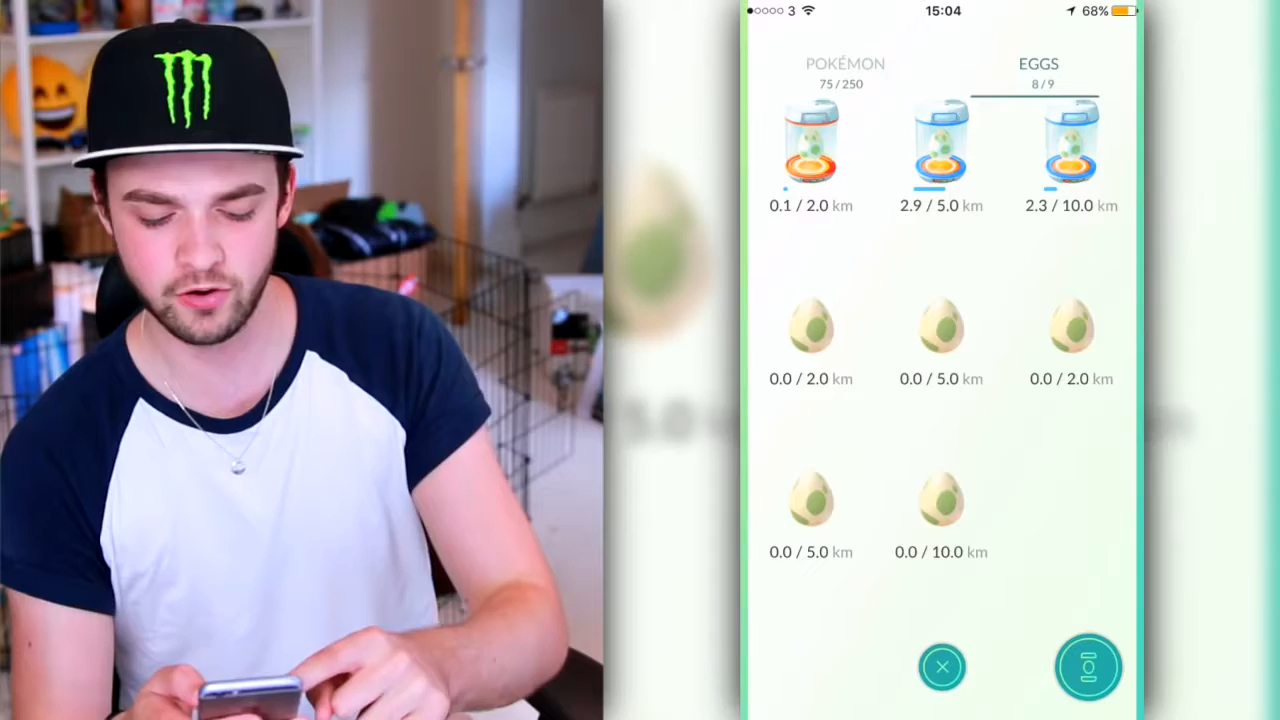 3 15:04 68%
POKÉMON EGGS
75/250 8/9
0.1 / 2.0 km 2.9 / 5.0 km 2.3 / 10.0 km
0.0 / 2.0 km 0.0 / 5.0 km 0.0 / 2.0 km
0.0 / 5.0 km 0.0 / 10.0 km